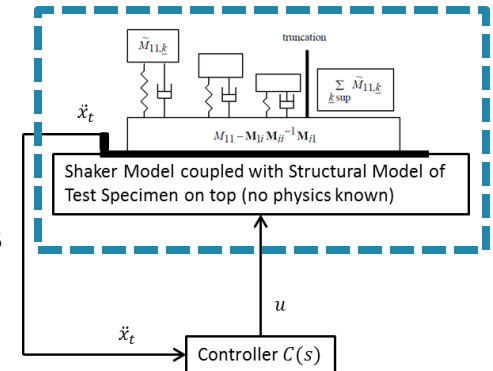 truncation
M̃₁₁,ₖ
Σ M̃₁₁,ₖ
k sup
ẍₜ
M₁₁ − M₁ᵢ Mᵢᵢ⁻¹ Mᵢ₁
Shaker Model coupled with Structural Model of
Test Specimen on top (no physics known)
u
ẍₜ
Controller C(s)